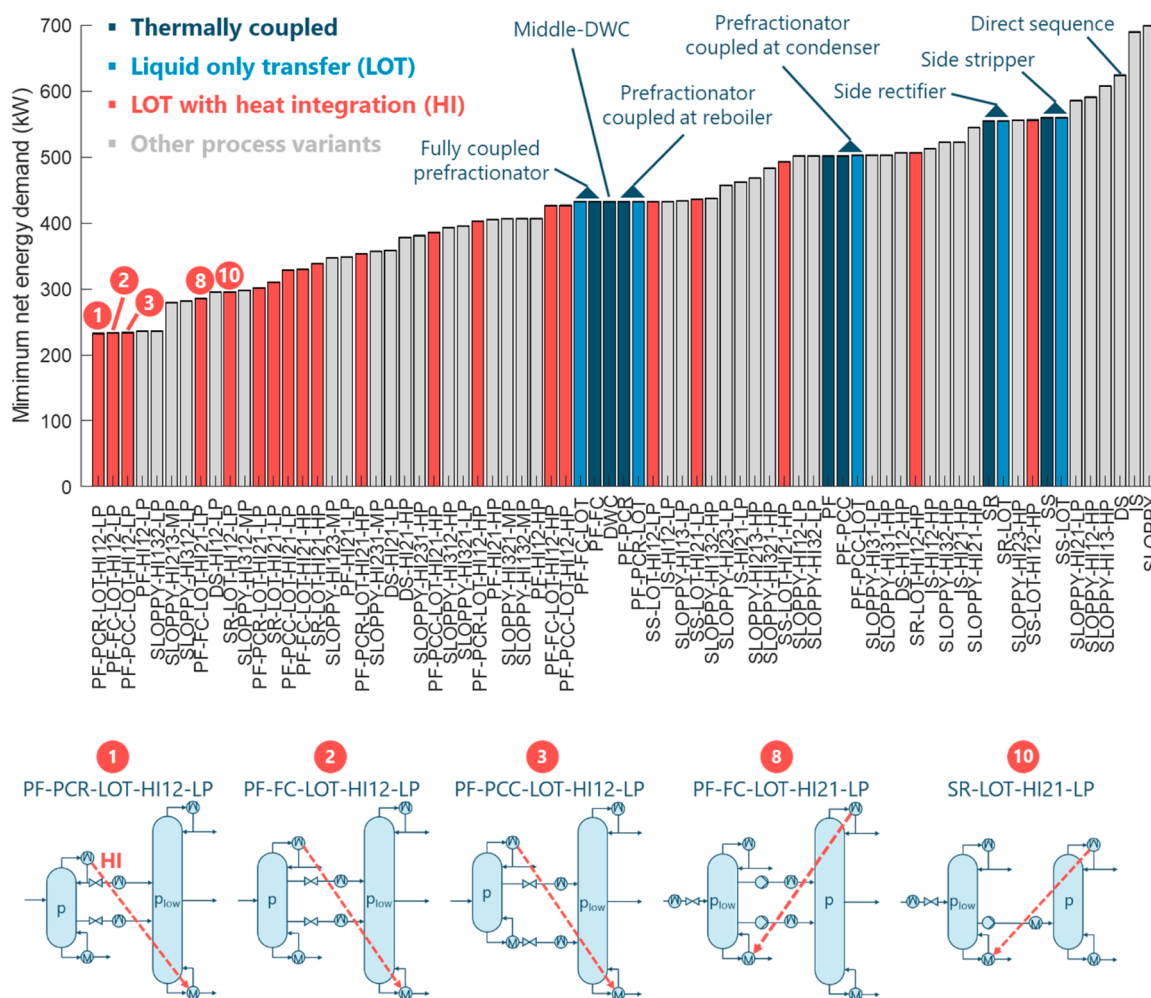 700
600
500
400
300
200
100
0
Mimimum net energy demand (kW)
Thermally coupled
Liquid only transfer (LOT)
LOT with heat integration (HI)
Other process variants
Middle-DWC
Fully coupled
prefractionator
Prefractionator
coupled at reboiler
Prefractionator
coupled at condenser
Side rectifier
Side stripper
Direct sequence
1
2
3
8
10
PF-PCR-LOT-HI12-LP
PF-FC-LOT-HI12-LP
PF-PCC-LOT-HI12-LP
PF-HI12-LP
SLOPPY-HI132-LP
SLOPPY-HI213-MP
SLOPPY-HI312-LP
PF-FC-LOT-HI21-LP
DS-HI12-LP
SR-LOT-HI12-LP
SLOPPY-HI312-MP
PF-PCR-LOT-HI21-LP
SR-LOT-HI21-LP
PF-PCC-LOT-HI21-LP
PF-FC-LOT-HI21-HP
SR-LOT-HI21-HP
SLOPPY-HI123-MP
PF-HI21-LP
PF-PCR-LOT-HI21-HP
SLOPPY-HI231-MP
DS-HI21-LP
DS-HI21-HP
SLOPPY-HI231-HP
PF-PCC-LOT-HI21-HP
SLOPPY-HI312-HP
SLOPPY-HI132-HP
PF-PCR-LOT-HI12-HP
PF-HI21-HP
SLOPPY-HI321-MP
SLOPPY-HI132-MP
PF-HI12-HP
PF-FC-LOT-HI12-HP
PF-PCC-LOT-HI12-HP
PF-FC-LOT
PF-FC
DWC
PF-PCR
PF-PCR-LOT
SS-LOT-HI12-LP
IS-HI12-LP
SLOPPY-HI13-LP
SS-LOT-HI21-LP
SLOPPY-HI321-HP
SLOPPY-HI23-LP
IS-HI21-LP
SLOPPY-HI213-HP
SS-LOT-HI21-HP
SLOPPY-HI12-LP
SLOPPY-HI32-LP
PF
PF-PCC
PF-PCC-LOT
SLOPPY-HI31-LP
SLOPPY-HI31-HP
DS-HI12-HP
SR-LOT-HI12-HP
IS-HI12-HP
SLOPPY-HI32-HP
IS-HI21-HP
SLOPPY-HI21-HP
SR
SR-LOT
SLOPPY-HI23-HP
SS-LOT-HI12-HP
SS
SS-LOT
SLOPPY-HI21-LP
SLOPPY-HI12-HP
SLOPPY-HI13-HP
DS
IS
SLOPPY
1
2
3
8
10
PF-PCR-LOT-HI12-LP
PF-FC-LOT-HI12-LP
PF-PCC-LOT-HI12-LP
PF-FC-LOT-HI21-LP
SR-LOT-HI21-LP
HI
p
plow
p
plow
p
plow
plow
p
plow
p